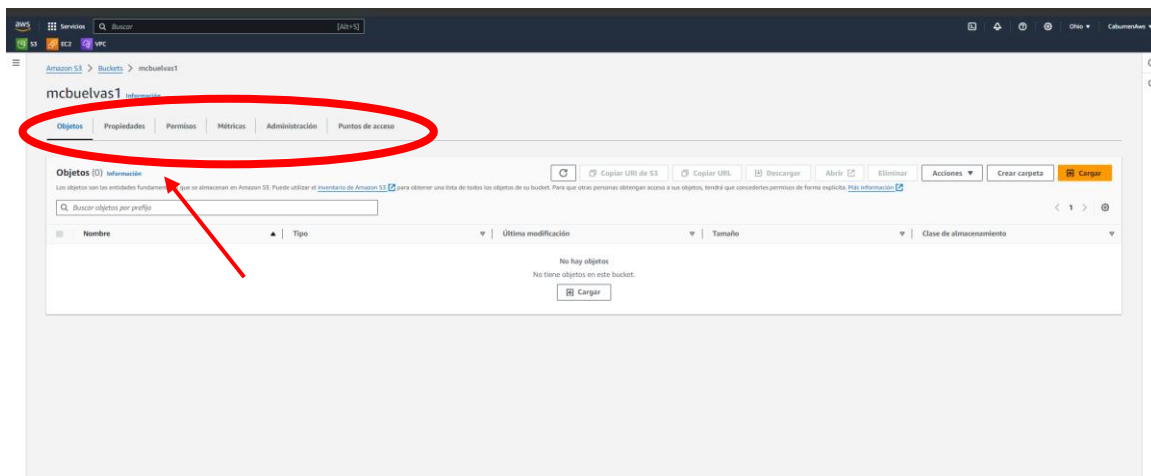 aws Servicios Buscar [Alt+S] Ohio CabumenAws
S3 EC2 VPC
Amazon S3 > Buckets > mcbuelvas1
mcbuelvas1 Información
Objetos Propiedades Permisos Métricas Administración Puntos de acceso
Objetos (0) Información Copiar URI de S3 Copiar URL Descargar Abrir Eliminar Acciones Crear carpeta Cargar
Los objetos son las entidades que se almacenan en Amazon S3. Puede utilizar el inventario de Amazon S3 para obtener una lista de todos los objetos de su bucket. Para que otras personas obtengan acceso a sus objetos, tendrá que concederles permisos de forma explícita. Más información
Buscar objetos por prefijo 1
Nombre Tipo Última modificación Tamaño Clase de almacenamiento
No hay objetos
No tiene objetos en este bucket.
Cargar